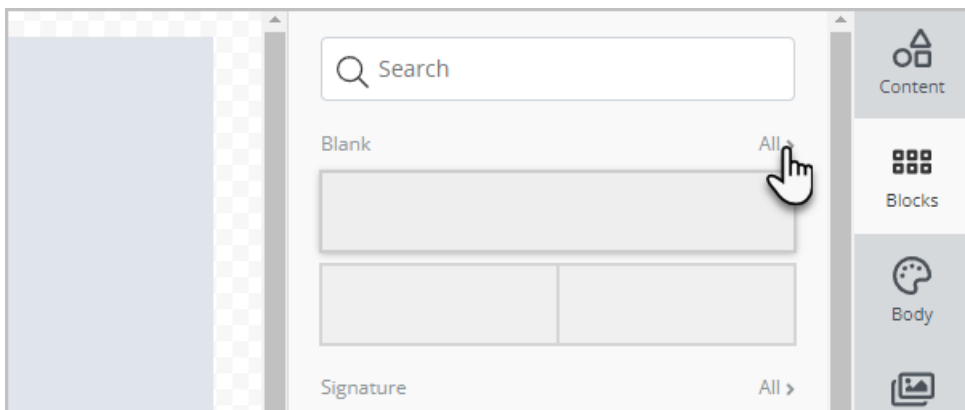 Search
Blank
All
Signature
All >
Content
Blocks
Body